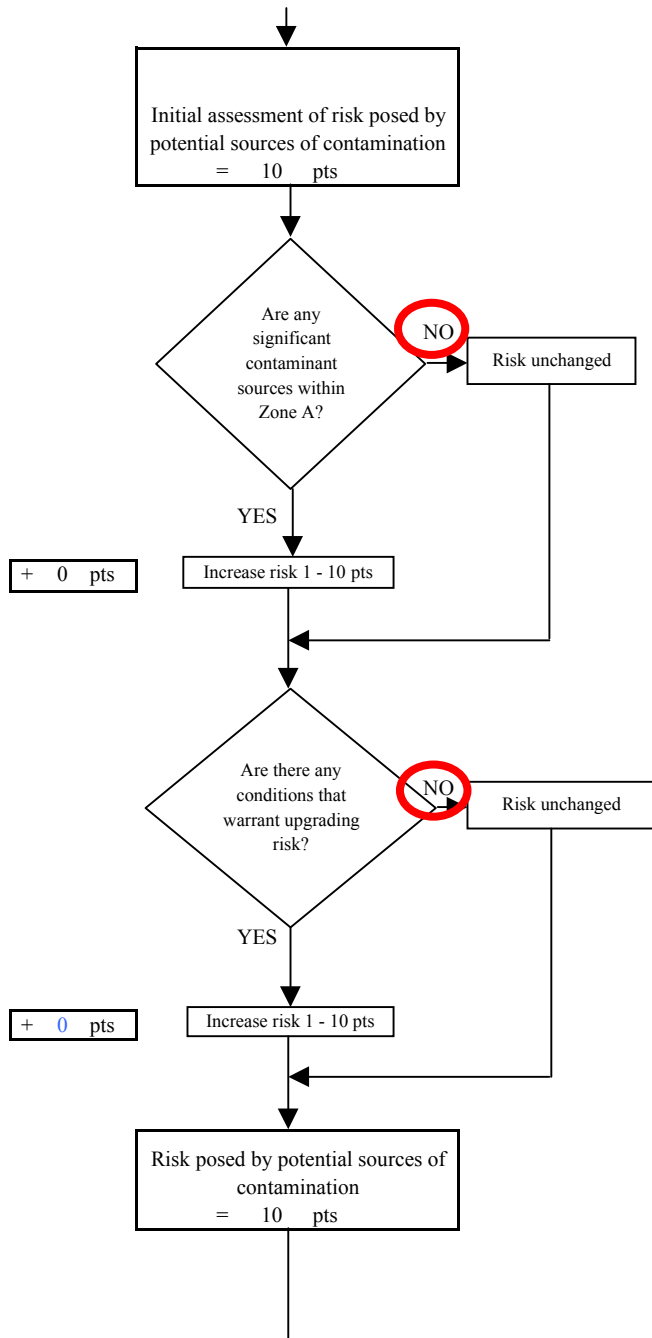 Initial assessment of risk posed by
potential sources of contamination
= 10 pts
Are any
significant
contaminant
sources within
Zone A?
NO
Risk unchanged
YES
+ 0 pts
Increase risk 1 - 10 pts
Are there any
conditions that
warrant upgrading
risk?
NO
Risk unchanged
YES
+ 0 pts
Increase risk 1 - 10 pts
Risk posed by potential sources of
contamination
= 10 pts